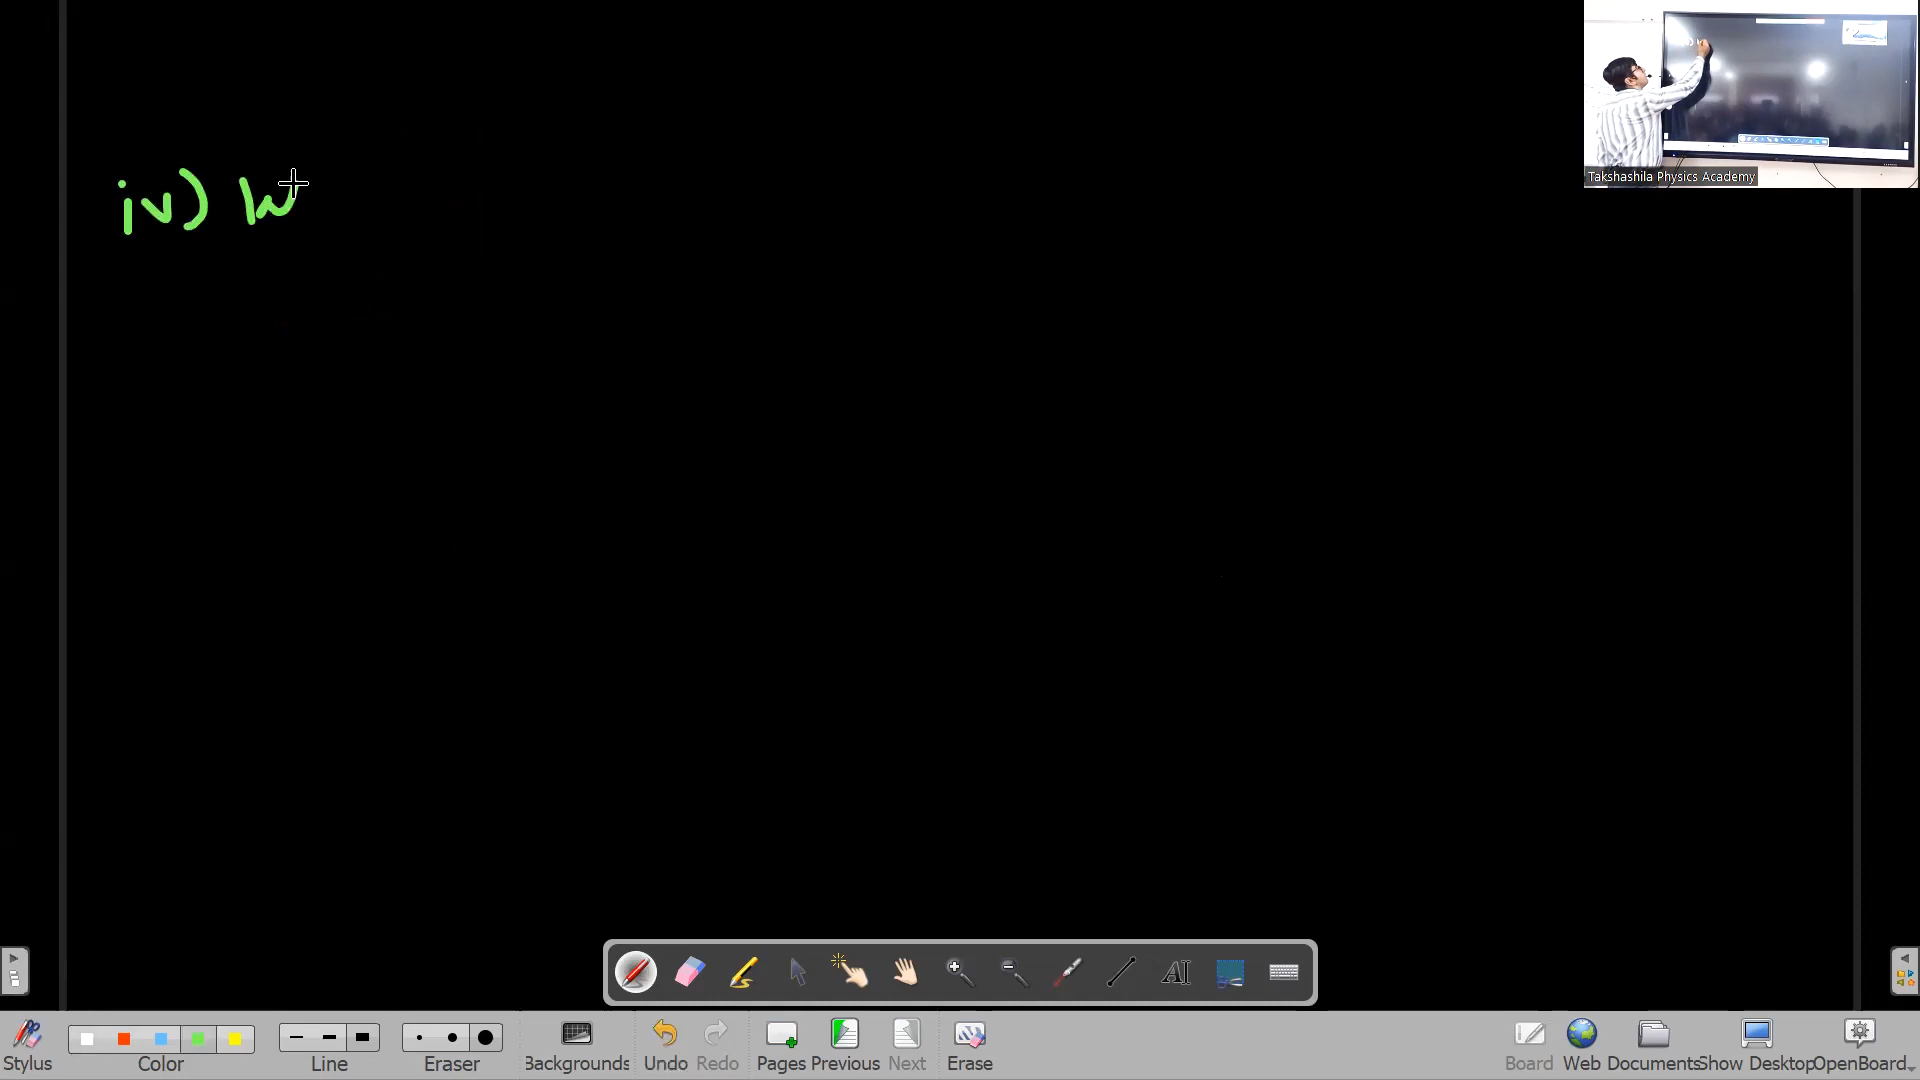 Takshashila Physics Academy
iv) W
Stylus
Color
Line
Eraser
Backgrounds
Undo
Redo
Pages
Previous
Next
Erase
Board
Web
Documents
Show Desktop
OpenBoard